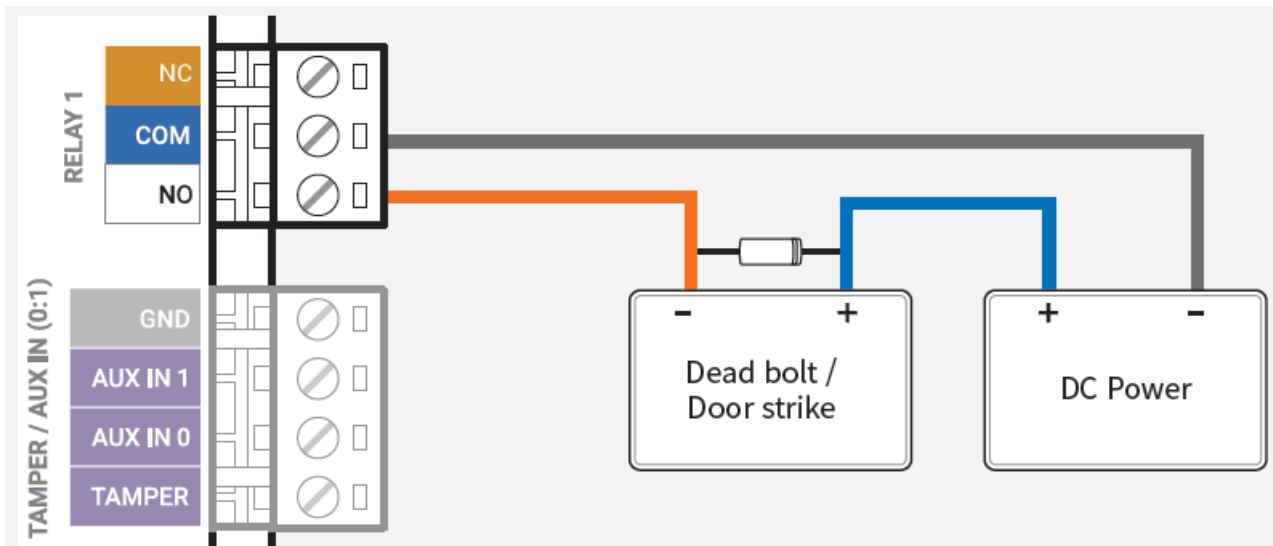 RELAY 1
NC
COM
NO
TAMPER / AUX IN (0:1)
GND
AUX IN 1
AUX IN 0
TAMPER
- +
Dead bolt /
Door strike
+ -
DC Power